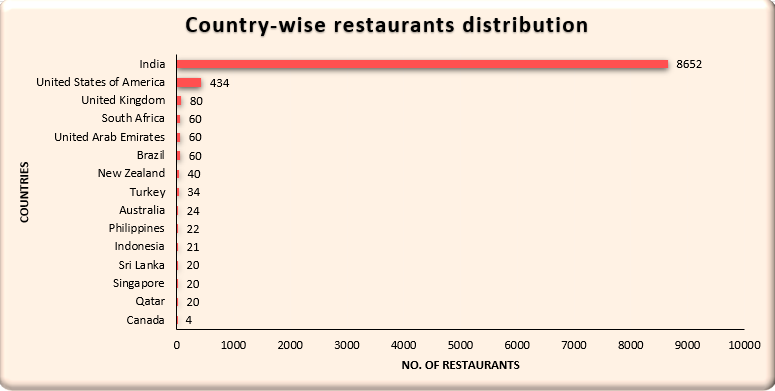 Country-wise restaurants distribution
India 8652
United States of America 434
United Kingdom 80
South Africa 60
United Arab Emirates 60
Brazil 60
New Zealand 40
Turkey 34
Australia 24
Philippines 22
Indonesia 21
Sri Lanka 20
Singapore 20
Qatar 20
Canada 4
COUNTRIES
0 1000 2000 3000 4000 5000 6000 7000 8000 9000 10000
NO. OF RESTAURANTS